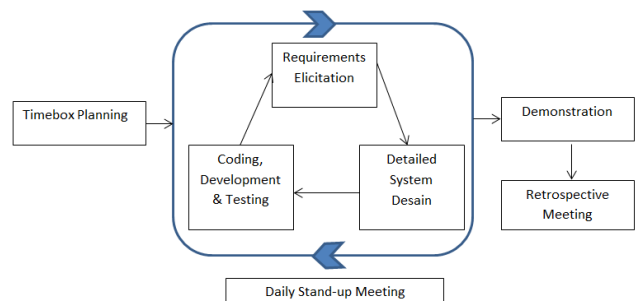 Timebox Planning
Requirements
Elicitation
Coding,
Development
& Testing
Detailed
System
Desain
Demonstration
Retrospective
Meeting
Daily Stand-up Meeting